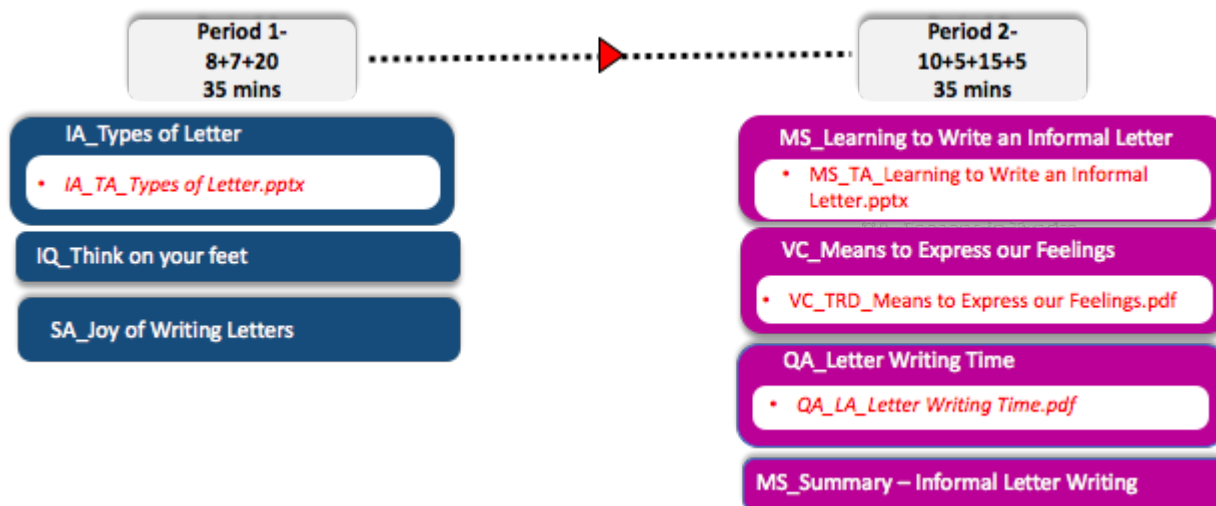 Period 1-
8+7+20
35 mins
Period 2-
10+5+15+5
35 mins
IA_Types of Letter
• IA_TA_Types of Letter.pptx
IQ_Think on your feet
SA_Joy of Writing Letters
MS_Learning to Write an Informal Letter
• MS_TA_Learning to Write an Informal
Letter.pptx
VC_Means to Express our Feelings
• VC_TRD_Means to Express our Feelings.pdf
QA_Letter Writing Time
• QA_LA_Letter Writing Time.pdf
MS_Summary – Informal Letter Writing